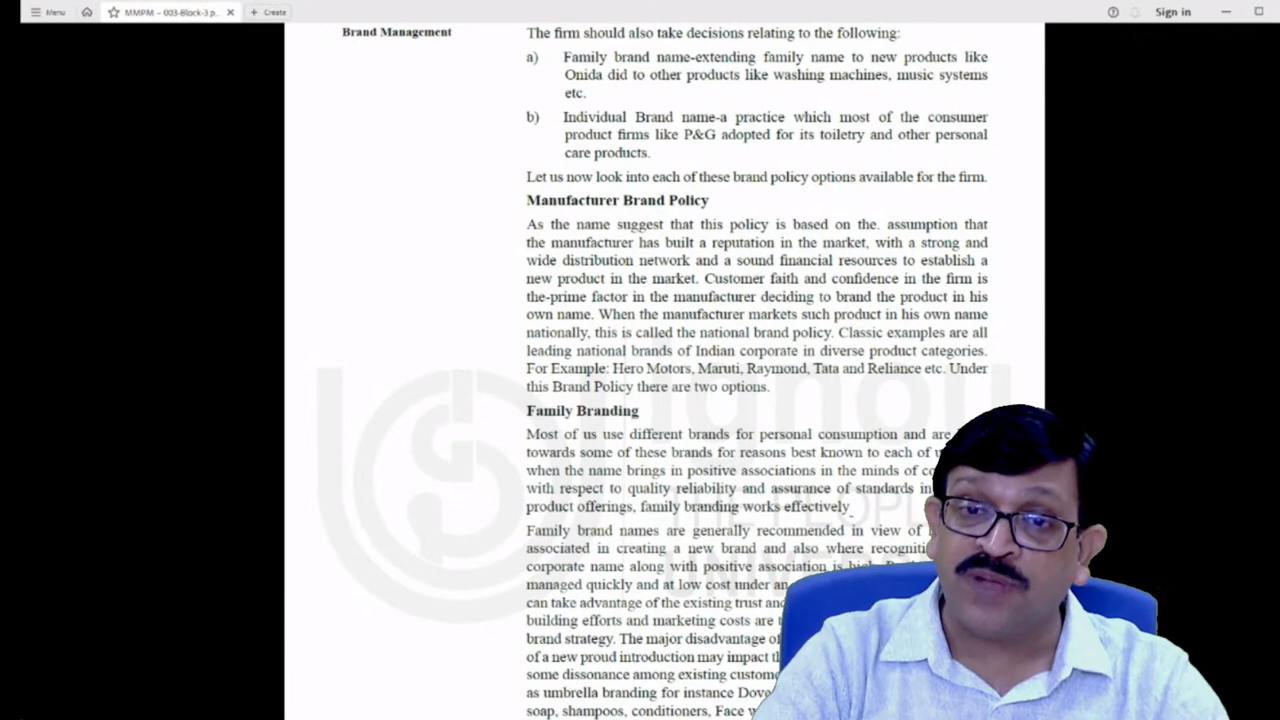 Menu
MMPM – 003-Block-3.p...
Create
Sign in
Brand Management
The firm should also take decisions relating to the following:
a) Family brand name-extending family name to new products like
Onida did to other products like washing machines, music systems
etc.
b) Individual Brand name-a practice which most of the consumer
product firms like P&G adopted for its toiletry and other personal
care products.
Let us now look into each of these brand policy options available for the firm.
Manufacturer Brand Policy
As the name suggest that this policy is based on the. assumption that
the manufacturer has built a reputation in the market, with a strong and
wide distribution network and a sound financial resources to establish a
new product in the market. Customer faith and confidence in the firm is
the-prime factor in the manufacturer deciding to brand the product in his
own name. When the manufacturer markets such product in his own name
nationally, this is called the national brand policy. Classic examples are all
leading national brands of Indian corporate in diverse product categories.
For Example: Hero Motors, Maruti, Raymond, Tata and Reliance etc. Under
this Brand Policy there are two options.
Family Branding
Most of us use different brands for personal consumption and are
towards some of these brands for reasons best known to each of
when the name brings in positive associations in the minds of
with respect to quality reliability and assurance of standards in
product offerings, family branding works effectively
Family brand names are generally recommended in view of
associated in creating a new brand and also where
corporate name along with positive association is
managed quickly and at low cost under
can take advantage of the existing trust
building efforts and marketing costs are
brand strategy. The major disadvantage of
of a new proud introduction may impact
some dissonance among existing
as umbrella branding for instance
soap, shampoos, conditioners, Face
ignou
THE PEOPLE
UNIVERSITY